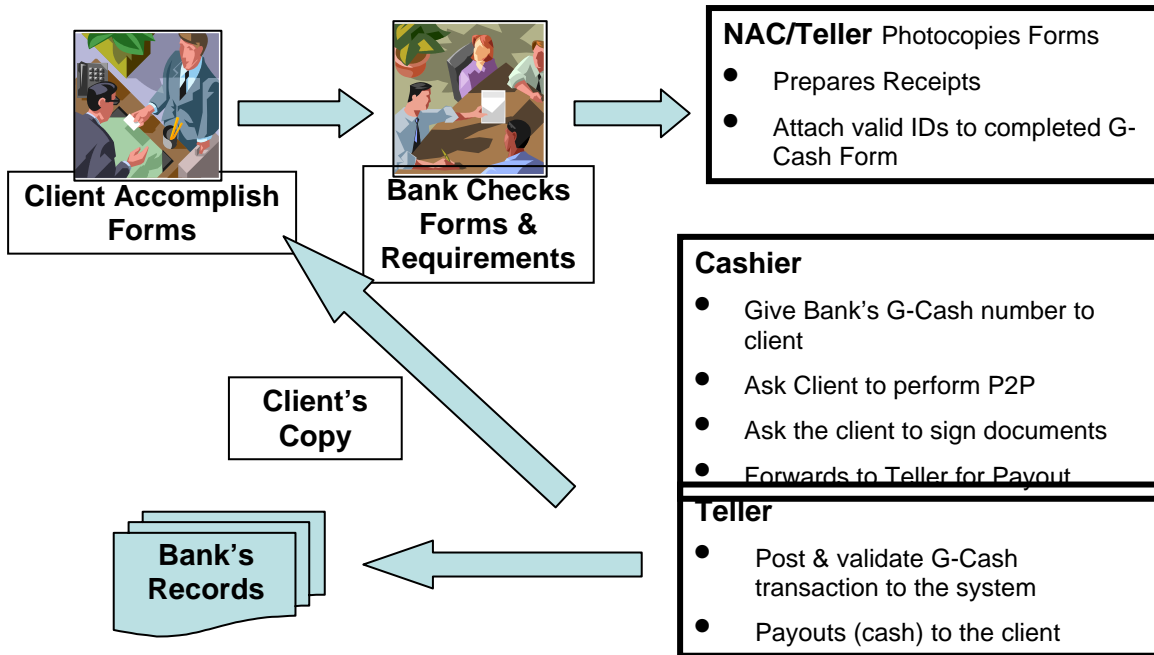 Client Accomplish
Forms
Bank Checks
Forms &
Requirements
NAC/Teller Photocopies Forms
• Prepares Receipts
• Attach valid IDs to completed G-
Cash Form
Cashier
• Give Bank's G-Cash number to
client
• Ask Client to perform P2P
• Ask the client to sign documents
• Forwards to Teller for Payout
Teller
• Post & validate G-Cash
transaction to the system
• Payouts (cash) to the client
Client's
Copy
Bank's
Records